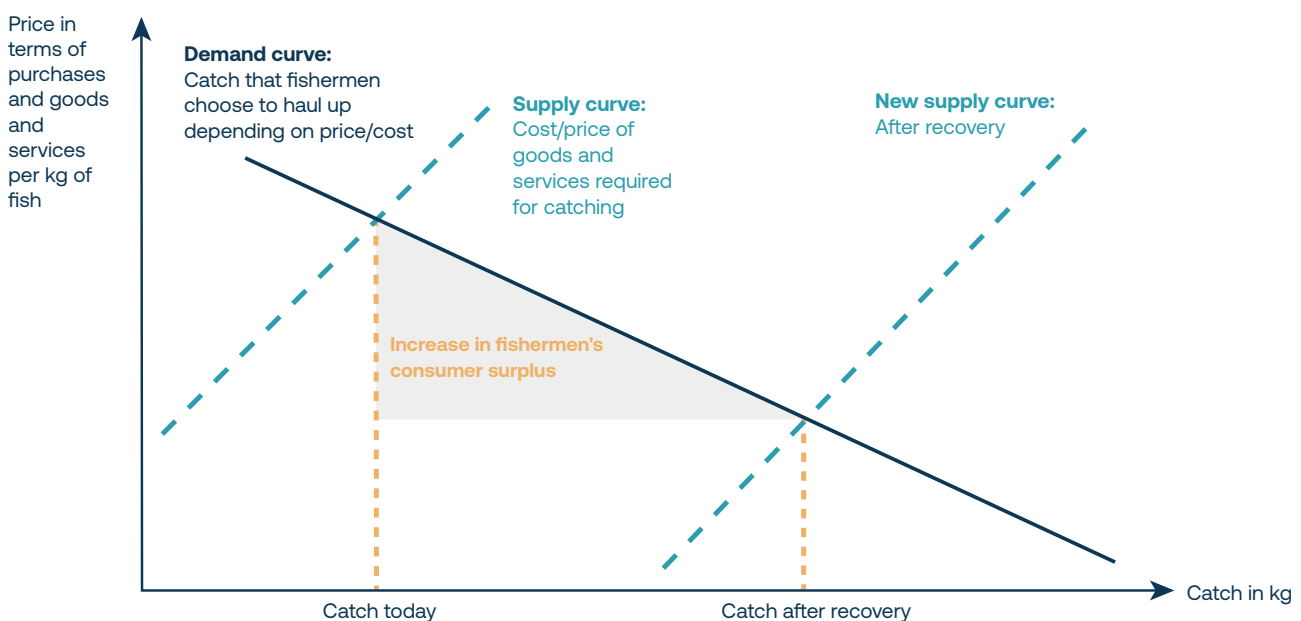 Price in
terms of
purchases
and goods
and
services
per kg of
fish
Demand curve:
Catch that fishermen
choose to haul up
depending on price/cost
Supply curve:
Cost/price of
goods and
services required
for catching
New supply curve:
After recovery
Increase in fishermen's
consumer surplus
Catch today
Catch after recovery
Catch in kg